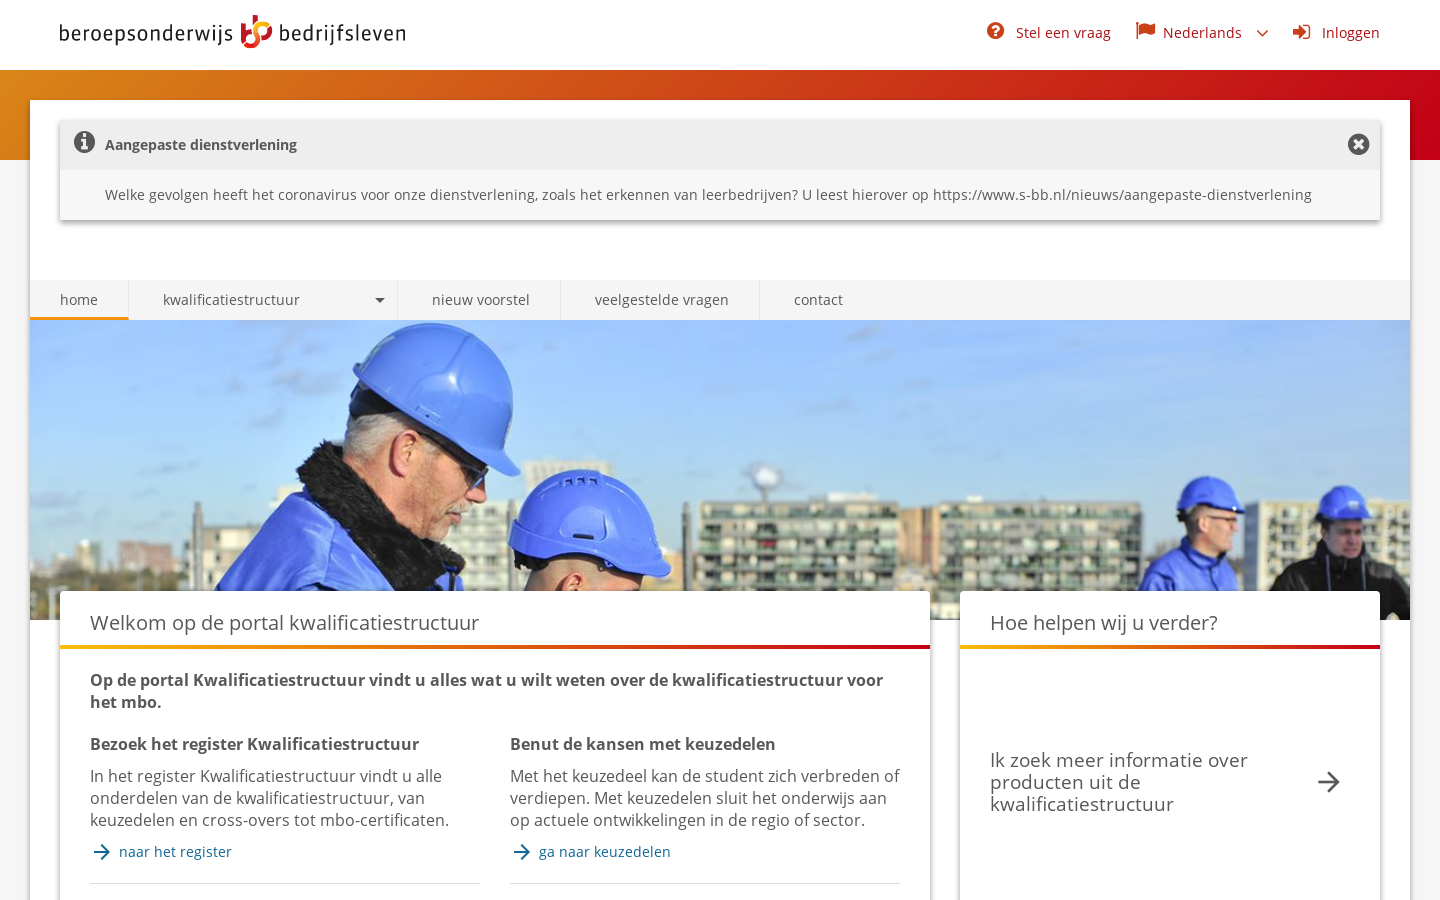 beroepsonderwijs bedrijfsleven
Stel een vraag
Nederlands
Inloggen
Aangepaste dienstverlening
Welke gevolgen heeft het coronavirus voor onze dienstverlening, zoals het erkennen van leerbedrijven? U leest hierover op https://www.s-bb.nl/nieuws/aangepaste-dienstverlening
home
kwalificatiestructuur
nieuw voorstel
veelgestelde vragen
contact
Welkom op de portal kwalificatiestructuur
Op de portal Kwalificatiestructuur vindt u alles wat u wilt weten over de kwalificatiestructuur voor
het mbo.
Bezoek het register Kwalificatiestructuur
In het register Kwalificatiestructuur vindt u alle
onderdelen van de kwalificatiestructuur, van
keuzedelen en cross-overs tot mbo-certificaten.
naar het register
Benut de kansen met keuzedelen
Met het keuzedeel kan de student zich verbreden of
verdiepen. Met keuzedelen sluit het onderwijs aan
op actuele ontwikkelingen in de regio of sector.
ga naar keuzedelen
Hoe helpen wij u verder?
Ik zoek meer informatie over
producten uit de
kwalificatiestructuur